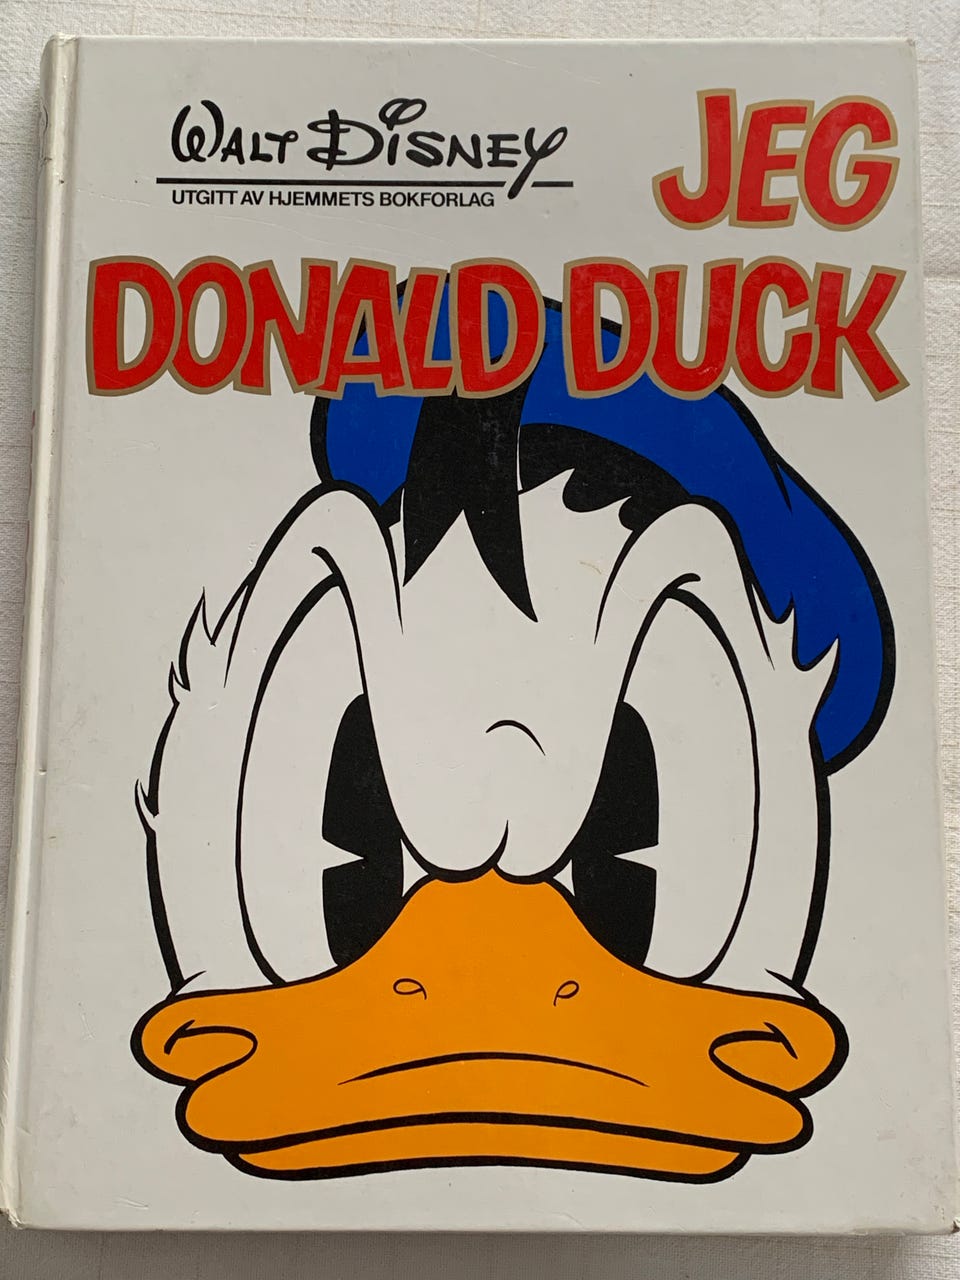 WALT DISNEY
UTGITT AV HJEMMETS BOKFORLAG
JEG
DONALD DUCK